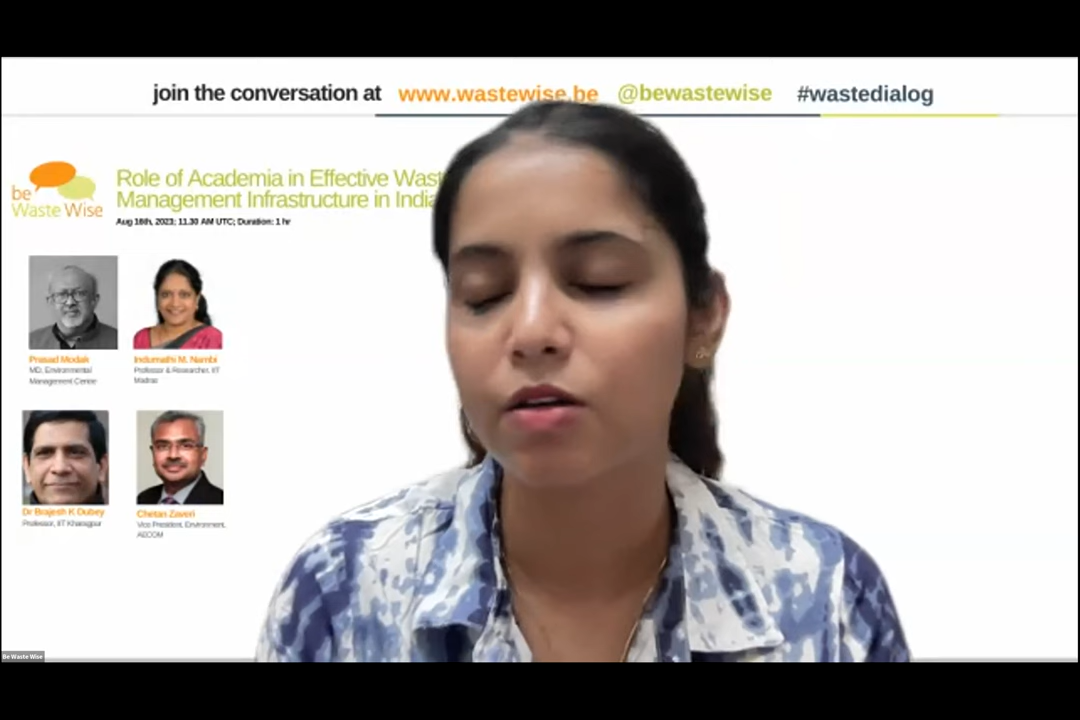 join the conversation at www.wastewise.be @bewastewise #wastedialog
be
Waste Wise
Role of Academia in Effective Wast
Management Infrastructure in India
Aug 16th, 2023; 11.30 AM UTC; Duration: 1 hr
Prasad Modak
MD, Environmental
Management Centre
Indumathi M. Nambi
Professor & Researcher, IIT
Madras
Dr Brajesh K Dubey
Professor, IIT Kharagpur
Chetan Zaveri
Vice President, Environment,
AECOM
Be Waste Wise